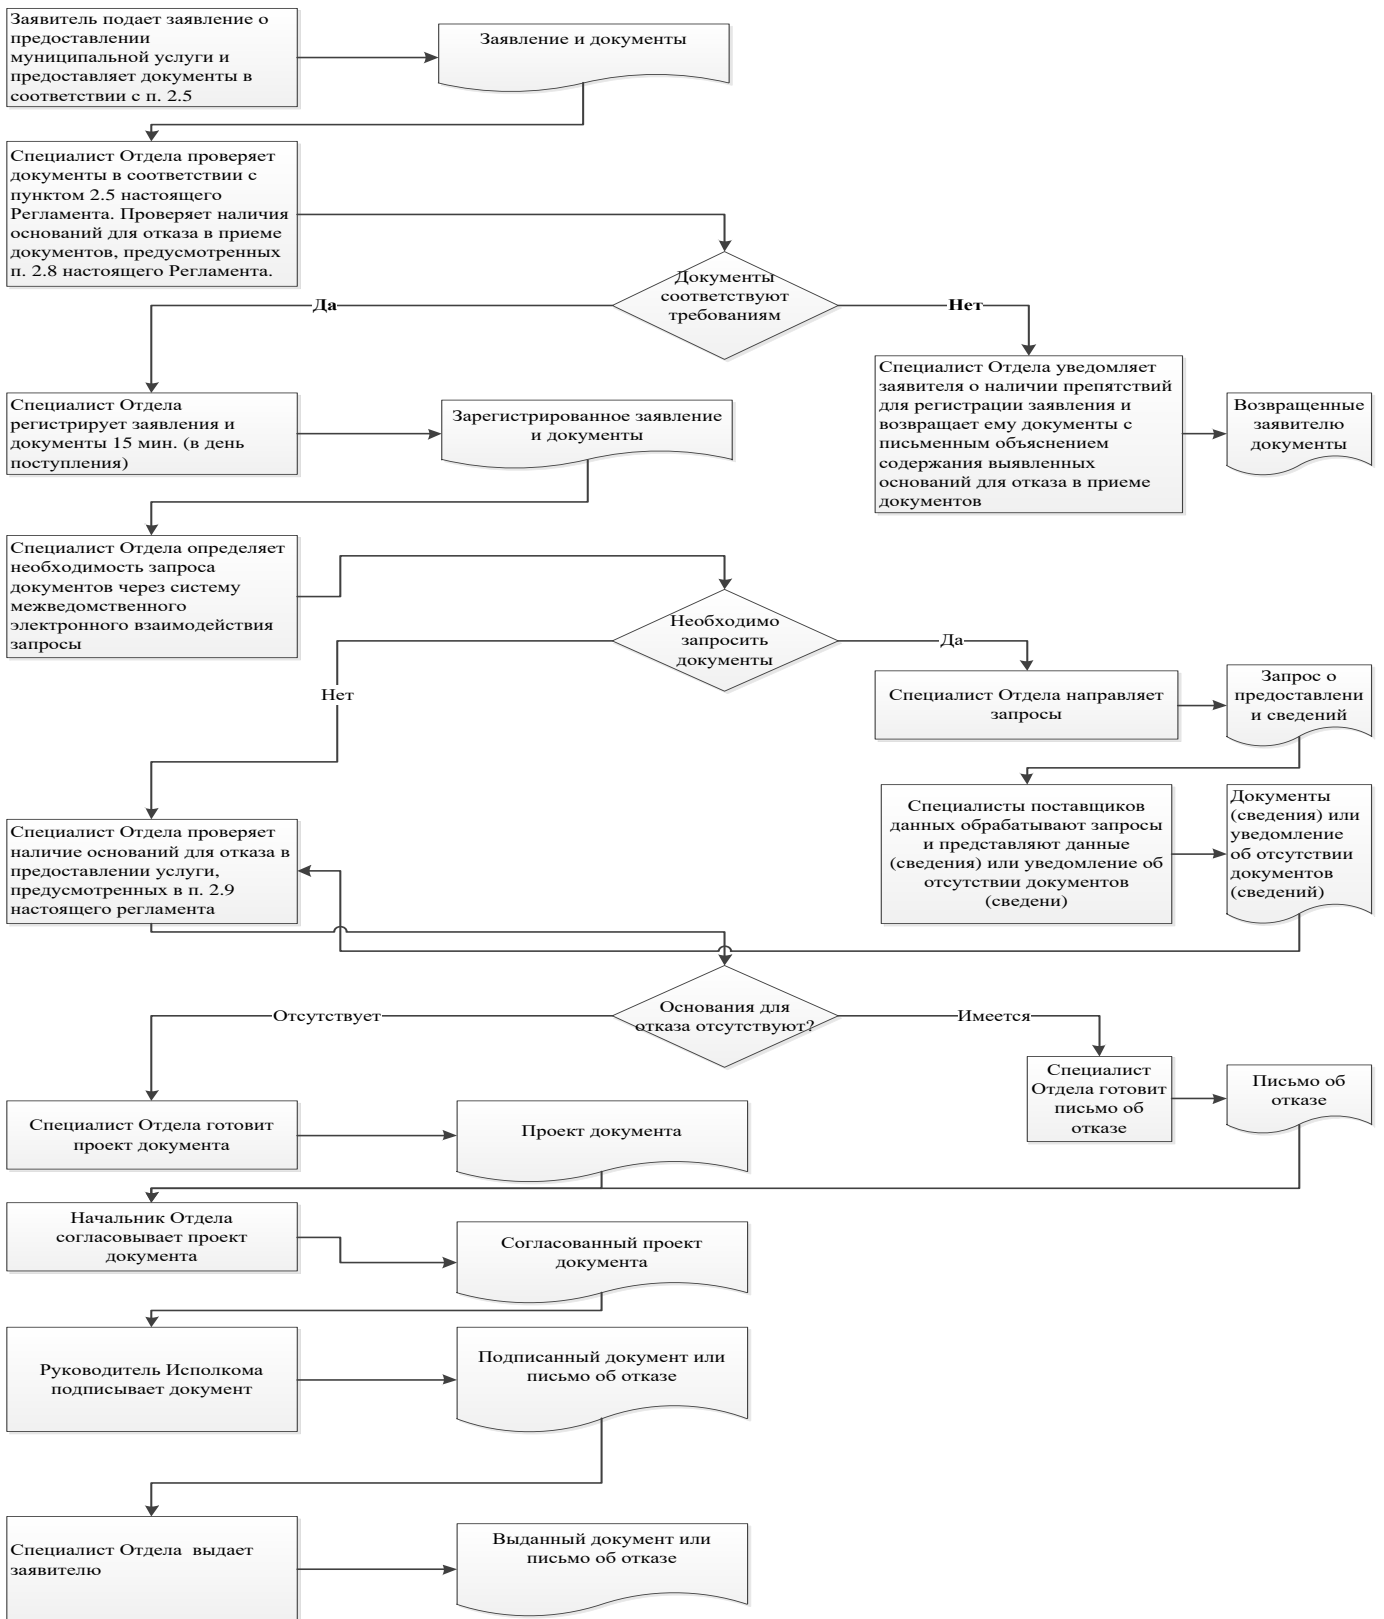 Заявитель подает заявление о
предоставлении
муниципальной услуги и
предоставляет документы в
соответствии с п. 2.5
Заявление и документы
Специалист Отдела проверяет
документы в соответствии с
пунктом 2.5 настоящего
Регламента. Проверяет наличия
оснований для отказа в приеме
документов, предусмотренных
п. 2.8 настоящего Регламента.
Документы
соответствуют
требованиям
Да
Нет
Специалист Отдела
регистрирует заявления и
документы 15 мин. (в день
поступления)
Зарегистрированное заявление
и документы
Специалист Отдела уведомляет
заявителя о наличии препятствий
для регистрации заявления и
возвращает ему документы с
письменным объяснением
содержания выявленных
оснований для отказа в приеме
документов
Возвращенные
заявителю
документы
Специалист Отдела определяет
необходимость запроса
документов через систему
межведомственного
электронного взаимодействия
запросы
Необходимо
запросить
документы
Да
Нет
Специалист Отдела направляет
запросы
Запрос о
предоставлени
и сведений
Специалисты поставщиков
данных обрабатывают запросы
и представляют данные
(сведения) или уведомление об
отсутствии документов
(сведени)
Документы
(сведения) или
уведомление
об отсутствии
документов
(сведений)
Специалист Отдела проверяет
наличие оснований для отказа в
предоставлении услуги,
предусмотренных в п. 2.9
настоящего регламента
Основания для
отказа отсутствуют?
Отсутствует
Имеется
Специалист
Отдела готовит
письмо об
отказе
Письмо об
отказе
Специалист Отдела готовит
проект документа
Проект документа
Начальник Отдела
согласовывает проект
документа
Согласованный проект
документа
Руководитель Исполкома
подписывает документ
Подписанный документ или
письмо об отказе
Специалист Отдела  выдает
заявителю
Выданный документ или
письмо об отказе